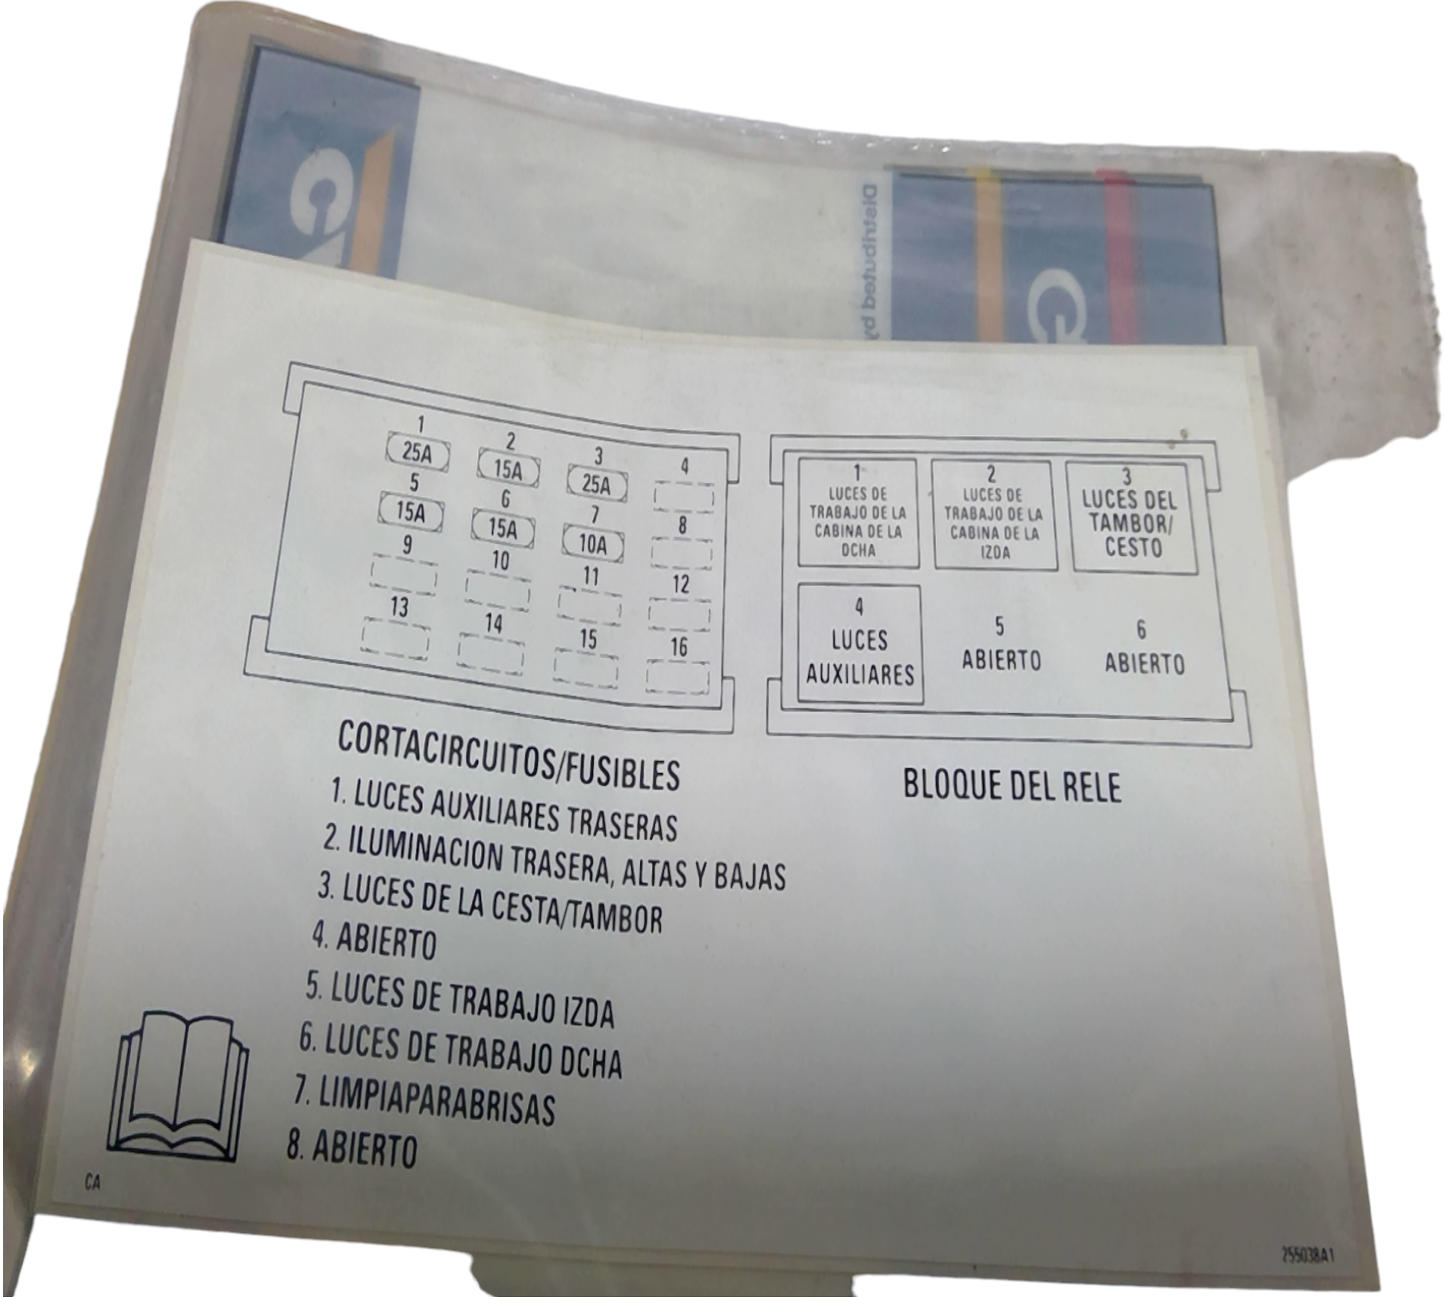 Distributed by
1
25A
2
15A
3
25A
4
5
15A
6
15A
7
10A
8
9
10
11
12
13
14
15
16
1
LUCES DE
TRABAJO DE LA
CABINA DE LA
DCHA
2
LUCES DE
TRABAJO DE LA
CABINA DE LA
IZDA
3
LUCES DEL
TAMBOR/
CESTO
4
LUCES
AUXILIARES
5
ABIERTO
6
ABIERTO
CORTACIRCUITOS/FUSIBLES
1. LUCES AUXILIARES TRASERAS
2. ILUMINACION TRASERA, ALTAS Y BAJAS
3. LUCES DE LA CESTA/TAMBOR
4. ABIERTO
5. LUCES DE TRABAJO IZDA
6. LUCES DE TRABAJO DCHA
7. LIMPIAPARABRISAS
8. ABIERTO
BLOQUE DEL RELE
CA
255038A1